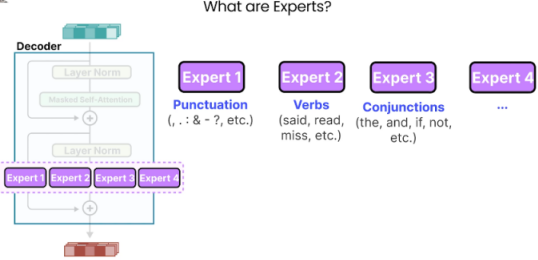 What are Experts?
Decoder
Layer Norm
Masked Self-Attention
Layer Norm
Expert 1 Expert 2 Expert 3 Expert 4
Expert 1
Punctuation
(, . : & - ?, etc.)
Expert 2
Verbs
(said, read,
miss, etc.)
Expert 3
Conjunctions
(the, and, if, not,
etc.)
Expert 4
...